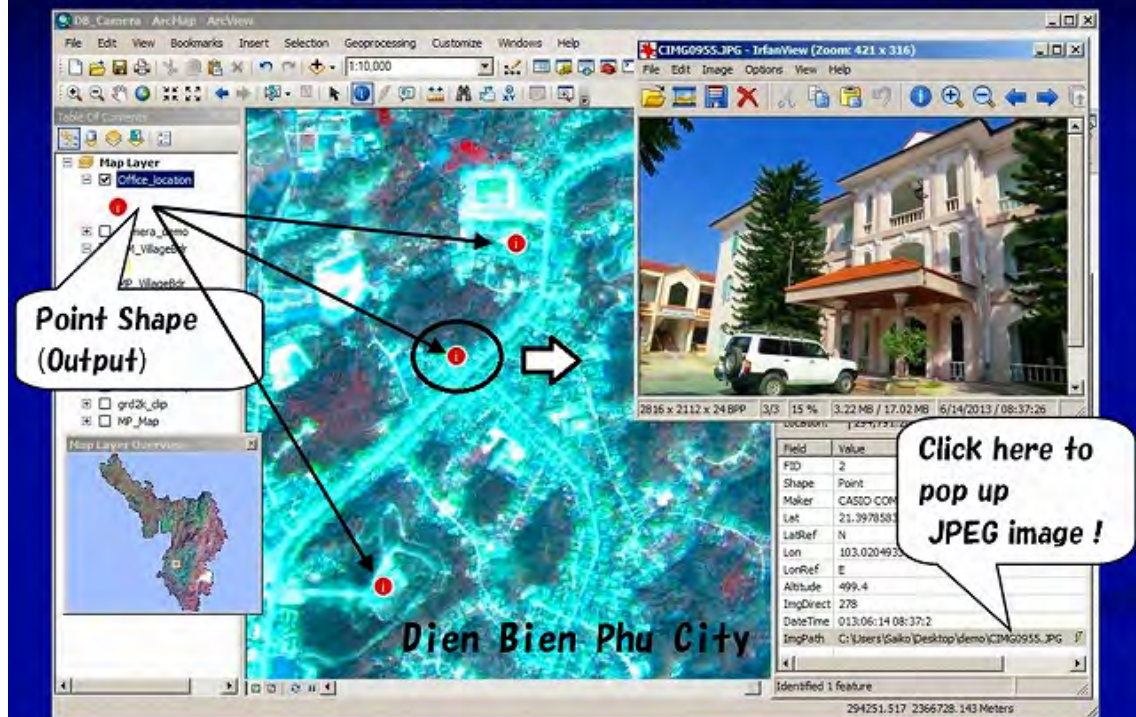 DB_Camera - ArcMap - ArcView
File Edit View Bookmarks Insert Selection Geoprocessing Customize Windows Help
1:10,000
CIMG0955.JPG - IrfanView (Zoom: 421 x 316)
File Edit Image Options View Help
Table Of Contents
Map Layer
Office_location
mera_demo
M_VillageBdr
MP_VillageBdr
Point Shape
(Output)
grd2k_clip
MP_Map
Map Layer Overview
Dien Bien Phu City
2816 x 2112 x 24 BPP 3/3 15 % 3.22 MB / 17.02 MB 6/14/2013 / 08:37:26
Location:
Field Value
FID 2
Shape Point
Maker CASIO COM
Lat 21.3978583
LatRef N
Lon 103.0204933
LonRef E
Altitude 499.4
ImgDirect 278
DateTime 013:06:14 08:37:2
ImgPath C:\Users\Saiko\Desktop\demo\CIMG0955.JPG
Click here to
pop up
JPEG image !
Identified 1 feature
294251.517 2366728.143 Meters